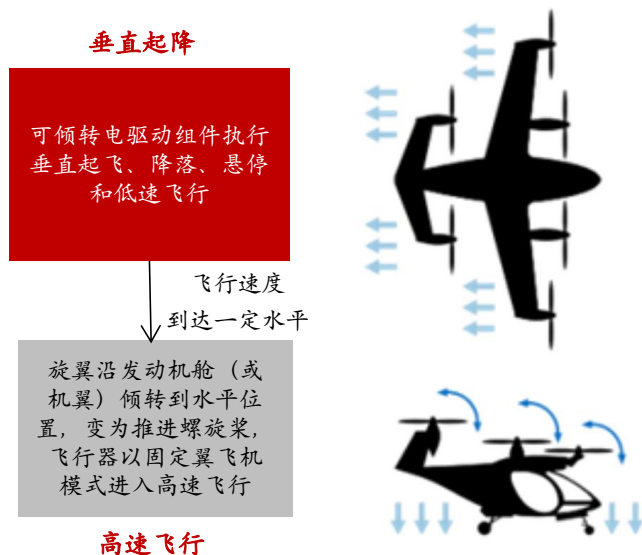 垂直起降
可倾转电驱动组件执行
垂直起飞、降落、悬停
和低速飞行
飞行速度
到达一定水平
旋翼沿发动机舱（或
机翼）倾转到水平位
置，变为推进螺旋桨，
飞行器以固定翼飞机
模式进入高速飞行
高速飞行